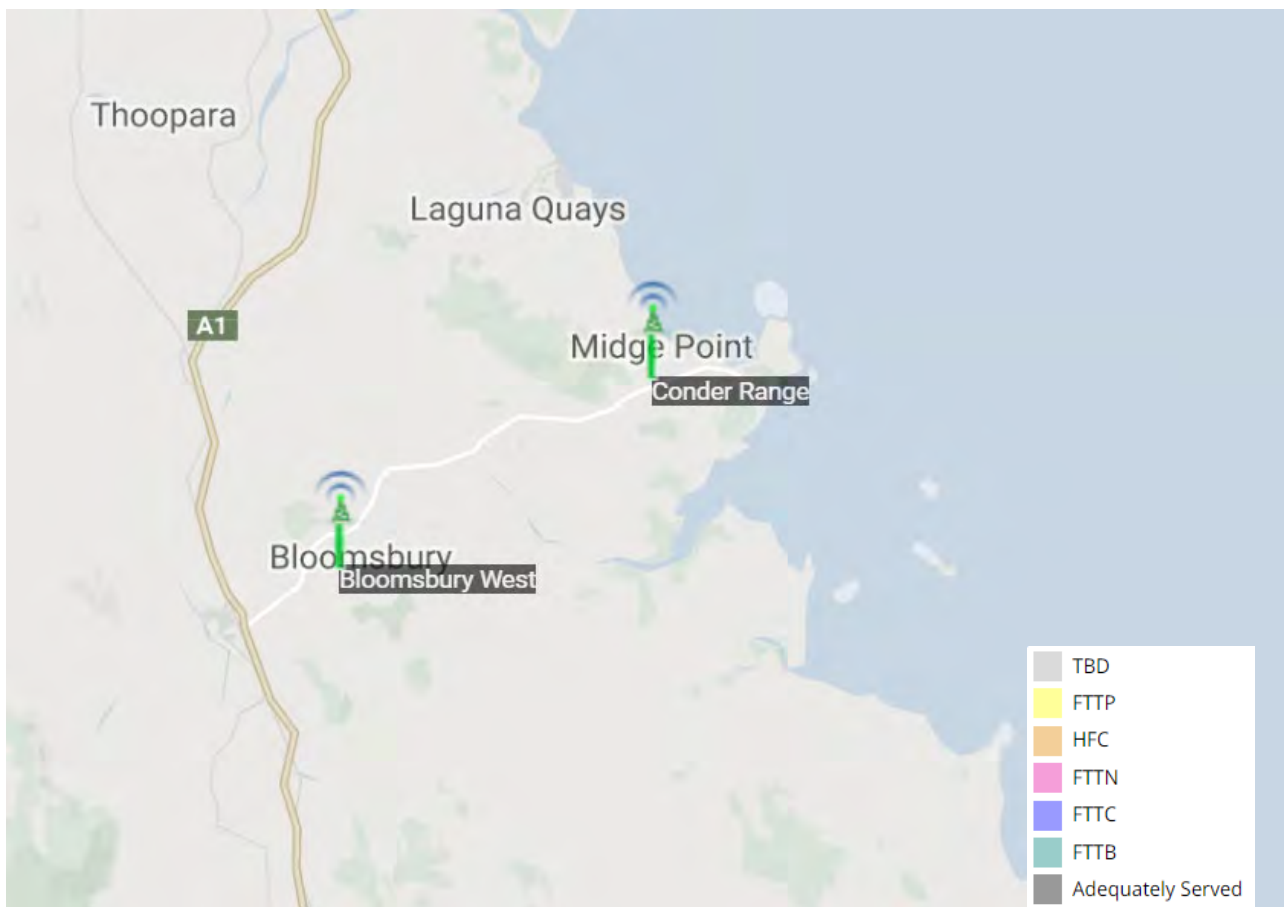 Thoopara
Laguna Quays
A1
Midge Point
Conder Range
Bloomsbury
Bloomsbury West
TBD
FTTP
HFC
FTTN
FTTC
FTTB
Adequately Served